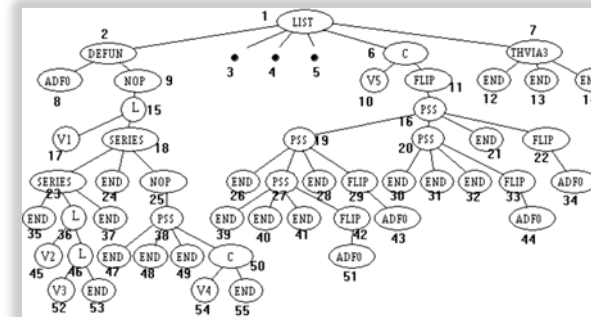 1 LIST
2 DEFUN 3 4 5 6 C 7 THVIA3
8 ADF0 9 NOP 10 V5 11 FLIP 12 END 13 END
15 L 16 PSS
17 V1 18 SERIES 19 PSS 20 PSS 21 END 22 FLIP
23 SERIES 24 END 25 NOP 26 END 27 PSS 28 END 29 FLIP 30 END 31 END 32 END 33 FLIP 34 ADF0
35 END 36 L 37 END 38 PSS 39 END 40 END 41 END 42 FLIP 43 ADF0 44 ADF0
45 V2 46 L 47 END 48 END 49 END 50 C 51 ADF0
52 V3 53 END 54 V4 55 END